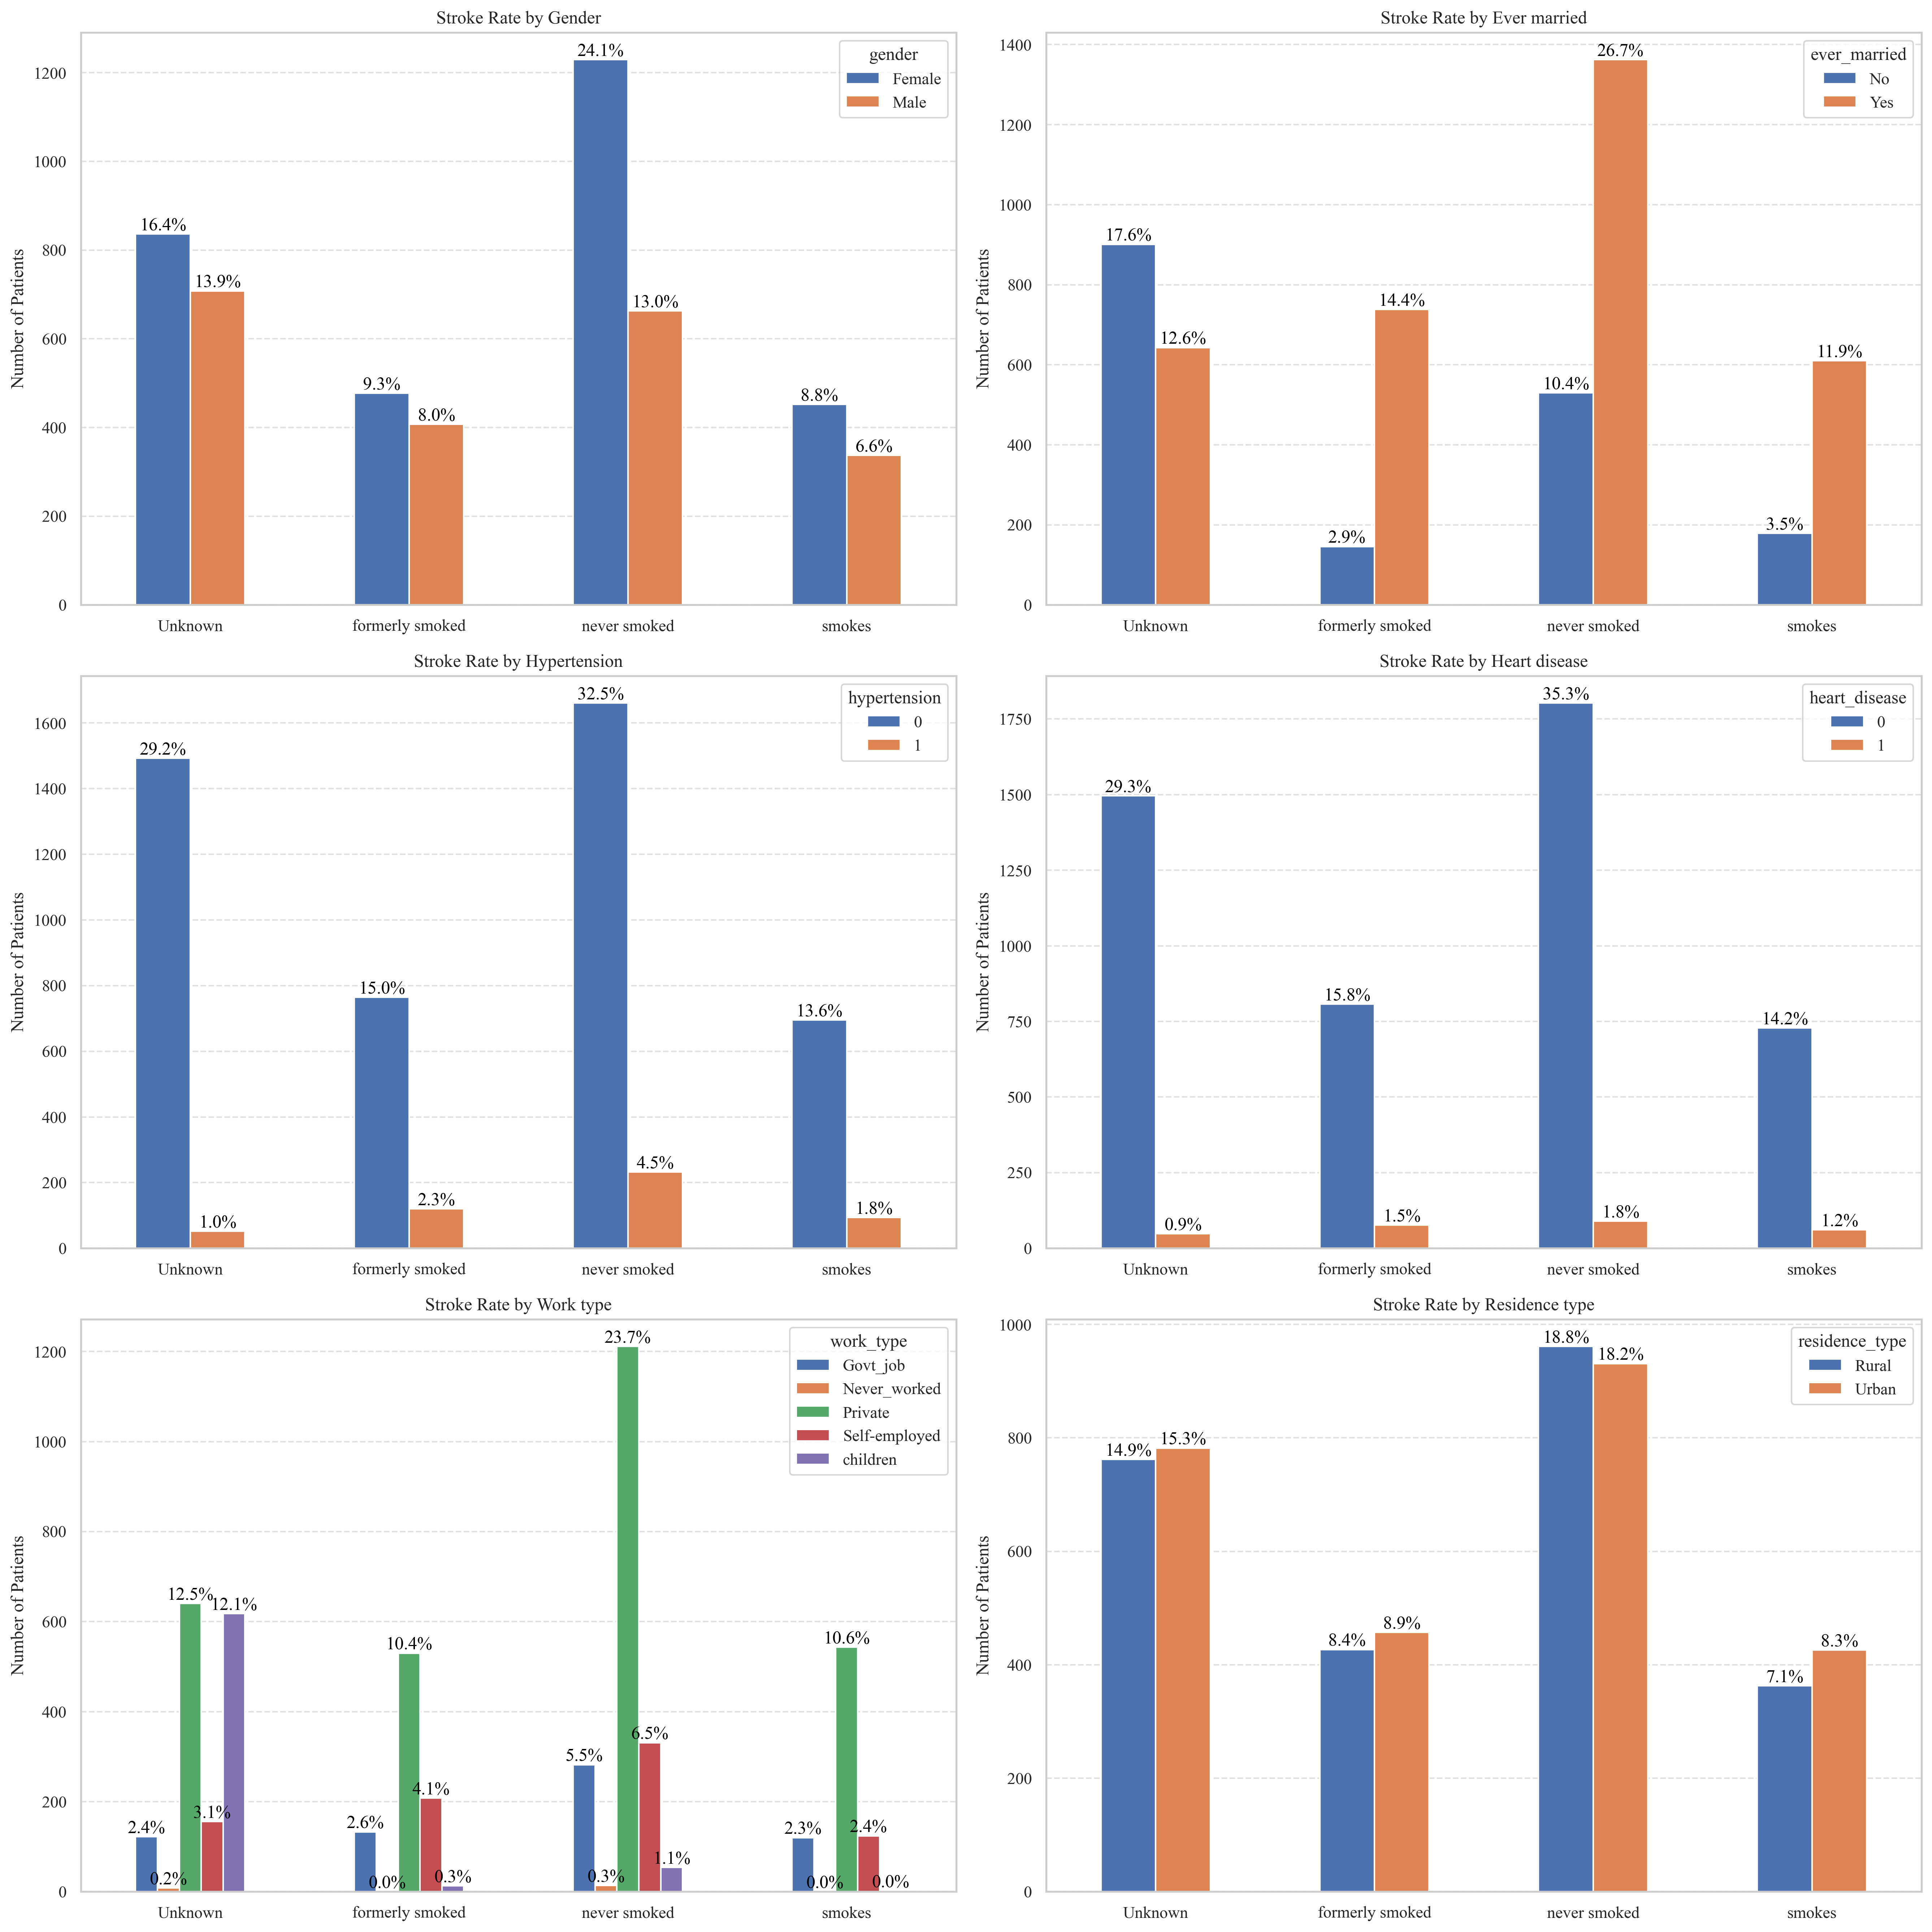 Stroke Rate by Gender
Number of Patients
1200
1000
800
600
400
200
0
16.4%
13.9%
9.3%
8.0%
24.1%
13.0%
8.8%
6.6%
gender
Female
Male
Unknown
formerly smoked
never smoked
smokes
Stroke Rate by Ever married
Number of Patients
1400
1200
1000
800
600
400
200
0
17.6%
12.6%
2.9%
14.4%
10.4%
26.7%
3.5%
11.9%
ever_married
No
Yes
Unknown
formerly smoked
never smoked
smokes
Stroke Rate by Hypertension
Number of Patients
1600
1400
1200
1000
800
600
400
200
0
29.2%
1.0%
15.0%
2.3%
32.5%
4.5%
13.6%
1.8%
hypertension
0
1
Unknown
formerly smoked
never smoked
smokes
Stroke Rate by Heart disease
Number of Patients
1750
1500
1250
1000
750
500
250
0
29.3%
0.9%
15.8%
1.5%
35.3%
1.8%
14.2%
1.2%
heart_disease
0
1
Unknown
formerly smoked
never smoked
smokes
Stroke Rate by Work type
Number of Patients
1200
1000
800
600
400
200
0
2.4%
0.2%
12.5%
3.1%
12.1%
2.6%
0.0%
10.4%
4.1%
0.3%
5.5%
0.3%
23.7%
6.5%
1.1%
2.3%
0.0%
10.6%
2.4%
0.0%
work_type
Govt_job
Never_worked
Private
Self-employed
children
Unknown
formerly smoked
never smoked
smokes
Stroke Rate by Residence type
Number of Patients
1000
800
600
400
200
0
14.9%
15.3%
8.4%
8.9%
18.8%
18.2%
7.1%
8.3%
residence_type
Rural
Urban
Unknown
formerly smoked
never smoked
smokes